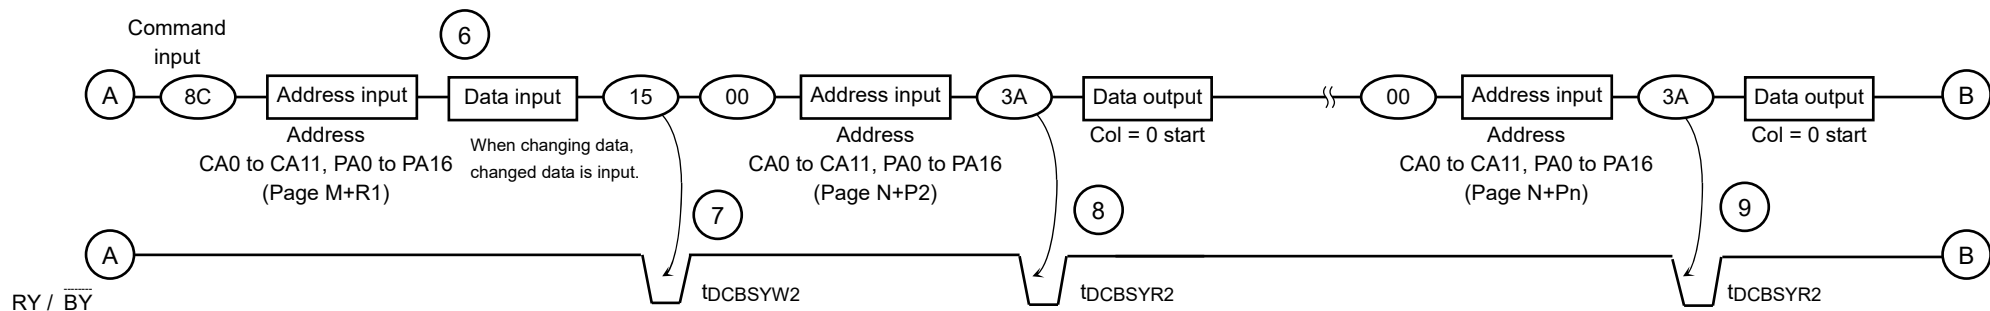 Command
input
6
A 8C Address input Data input 15 00 Address input 3A Data output 00 Address input 3A Data output B
Address When changing data, Address Col = 0 start Address Col = 0 start
CA0 to CA11, PA0 to PA16 changed data is input. CA0 to CA11, PA0 to PA16 CA0 to CA11, PA0 to PA16
(Page M+R1) (Page N+P2) (Page N+Pn)
7 8 9
A B
RY / BY tDCBSYW2 tDCBSYR2 tDCBSYR2